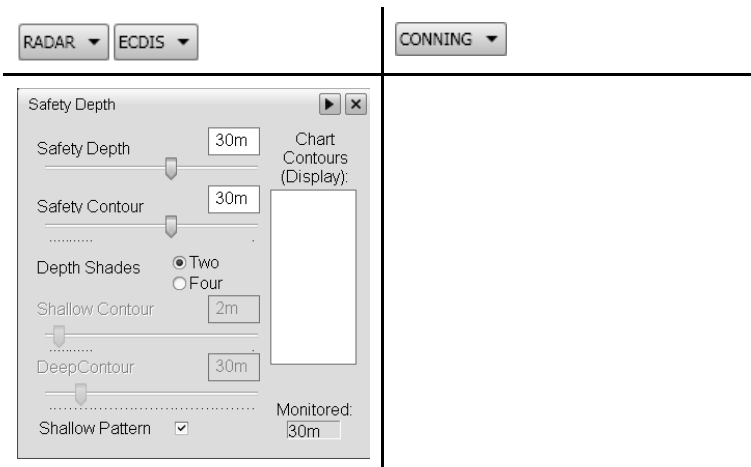 RADAR ECDIS
CONNING
Safety Depth
Safety Depth 30m
Safety Contour 30m
Depth Shades Two
Four
Shallow Contour 2m
DeepContour 30m
Shallow Pattern
Chart
Contours
(Display):
Monitored:
30m